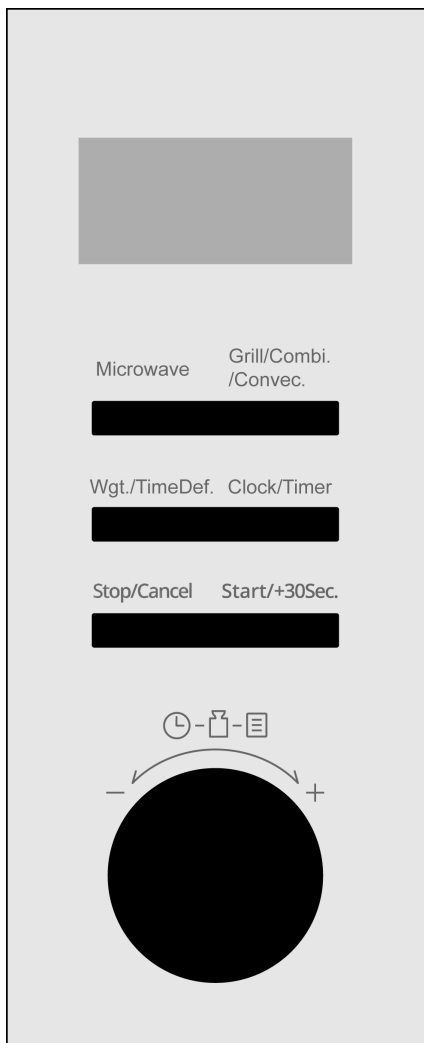 Microwave
Grill/Combi.
/Convec.
Wgt./TimeDef. Clock/Timer
Stop/Cancel Start/+30Sec.
- -
− +